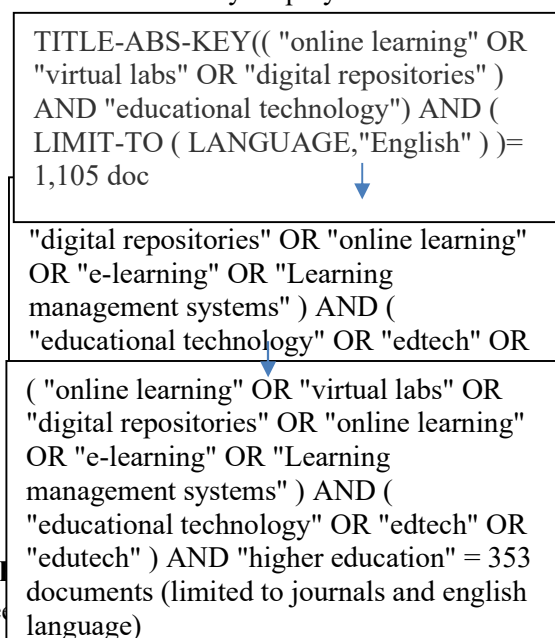 TITLE-ABS-KEY(( "online learning" OR
"virtual labs" OR "digital repositories" )
AND "educational technology") AND (
LIMIT-TO ( LANGUAGE,"English" ) )=
1,105 doc
"digital repositories" OR "online learning"
OR "e-learning" OR "Learning
management systems" ) AND (
"educational technology" OR "edtech" OR
( "online learning" OR "virtual labs" OR
"digital repositories" OR "online learning"
OR "e-learning" OR "Learning
management systems" ) AND (
"educational technology" OR "edtech" OR
"edutech" ) AND "higher education" = 353
documents (limited to journals and english
language)